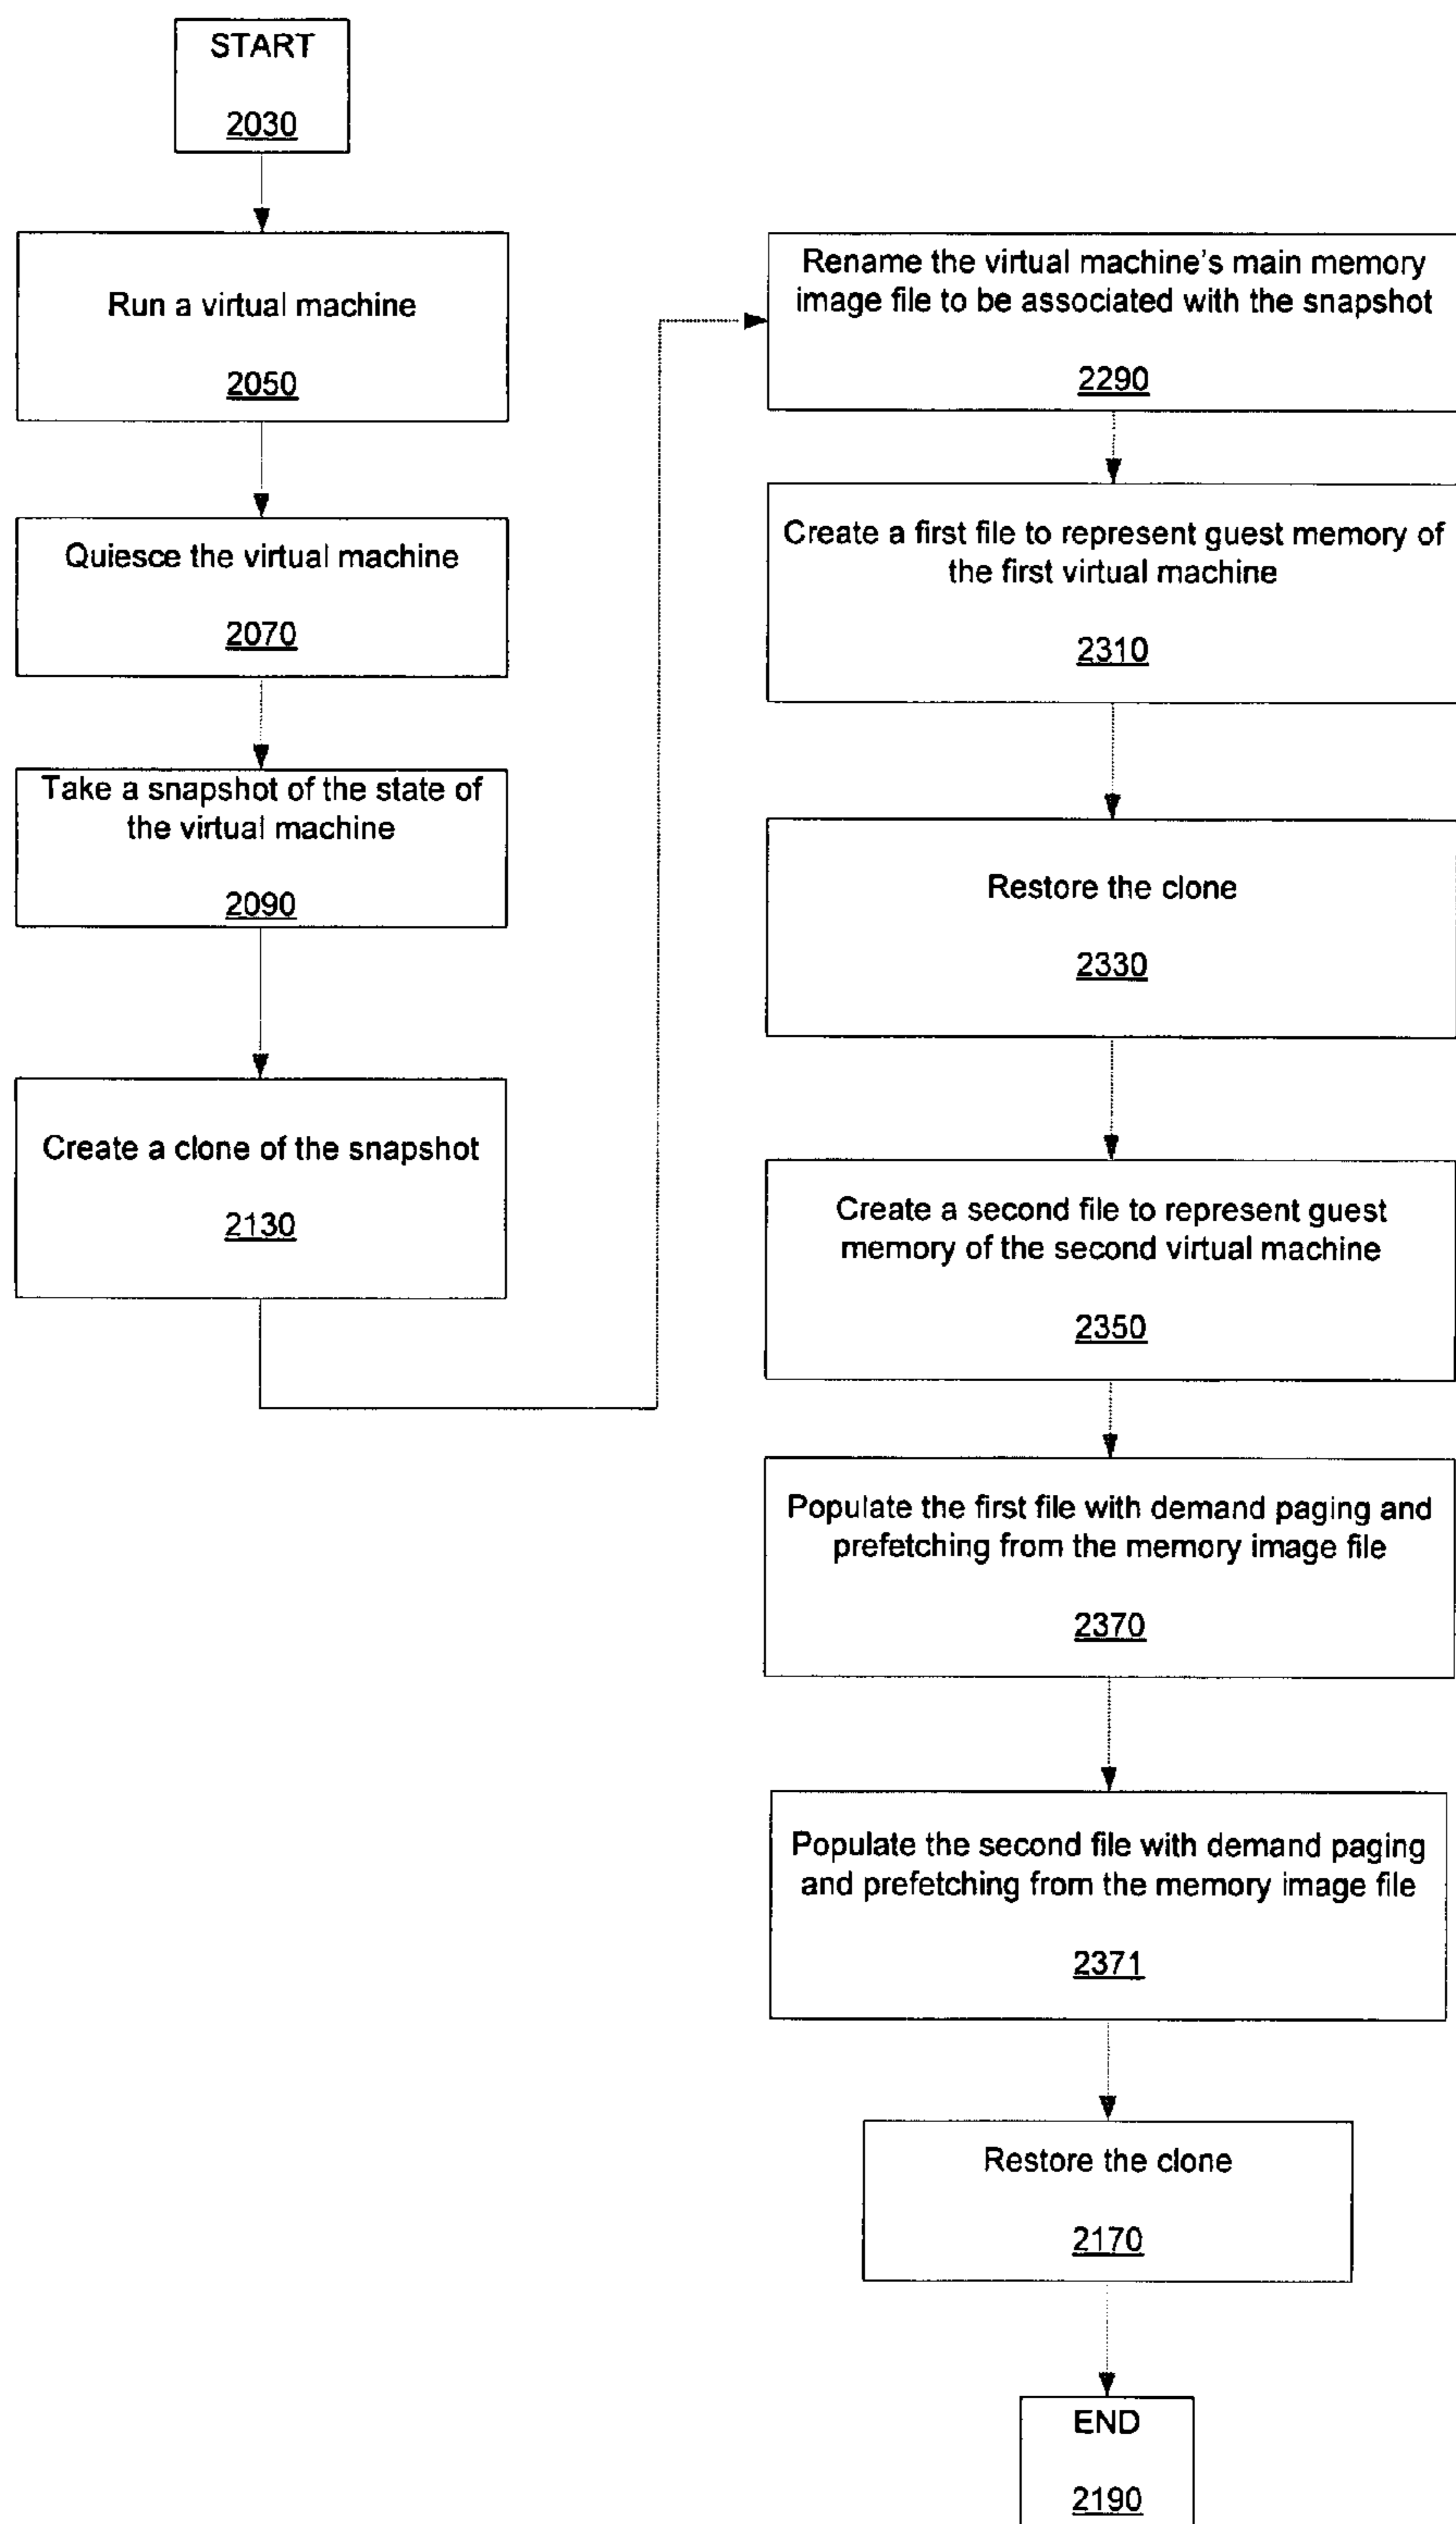 START
2030
Run a virtual machine
2050
Quiesce the virtual machine
2070
Take a snapshot of the state of
the virtual machine
2090
Create a clone of the snapshot
2130
Rename the virtual machine's main memory
image file to be associated with the snapshot
2290
Create a first file to represent guest memory of
the first virtual machine
2310
Restore the clone
2330
Create a second file to represent guest
memory of the second virtual machine
2350
Populate the first file with demand paging and
prefetching from the memory image file
2370
Populate the second file with demand paging
and prefetching from the memory image file
2371
Restore the clone
2170
END
2190